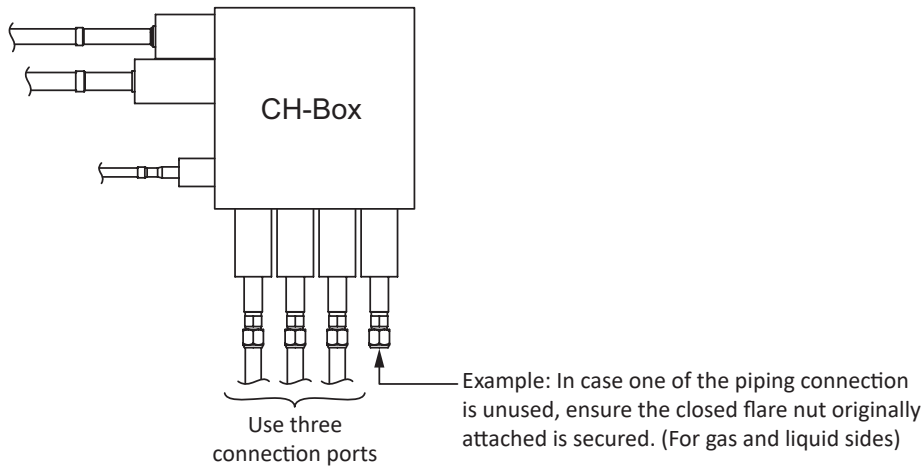 CH-Box
Example: In case one of the piping connection
is unused, ensure the closed flare nut originally
attached is secured. (For gas and liquid sides)
Use three
connection ports